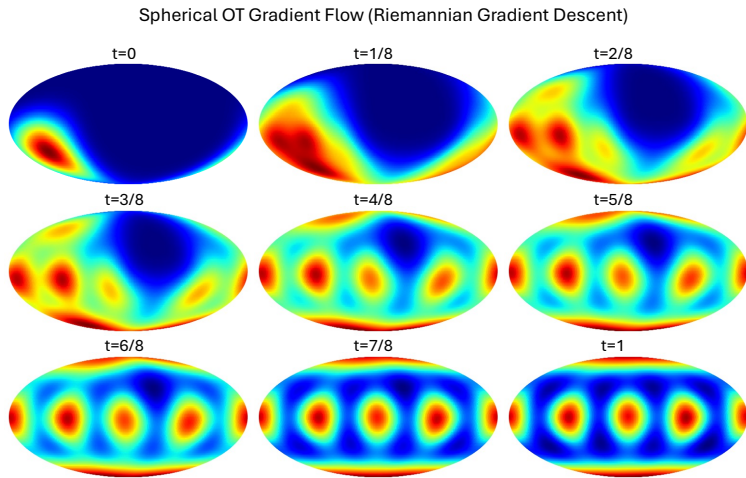 Spherical OT Gradient Flow (Riemannian Gradient Descent)
t=0 t=1/8 t=2/8
t=3/8 t=4/8 t=5/8
t=6/8 t=7/8 t=1